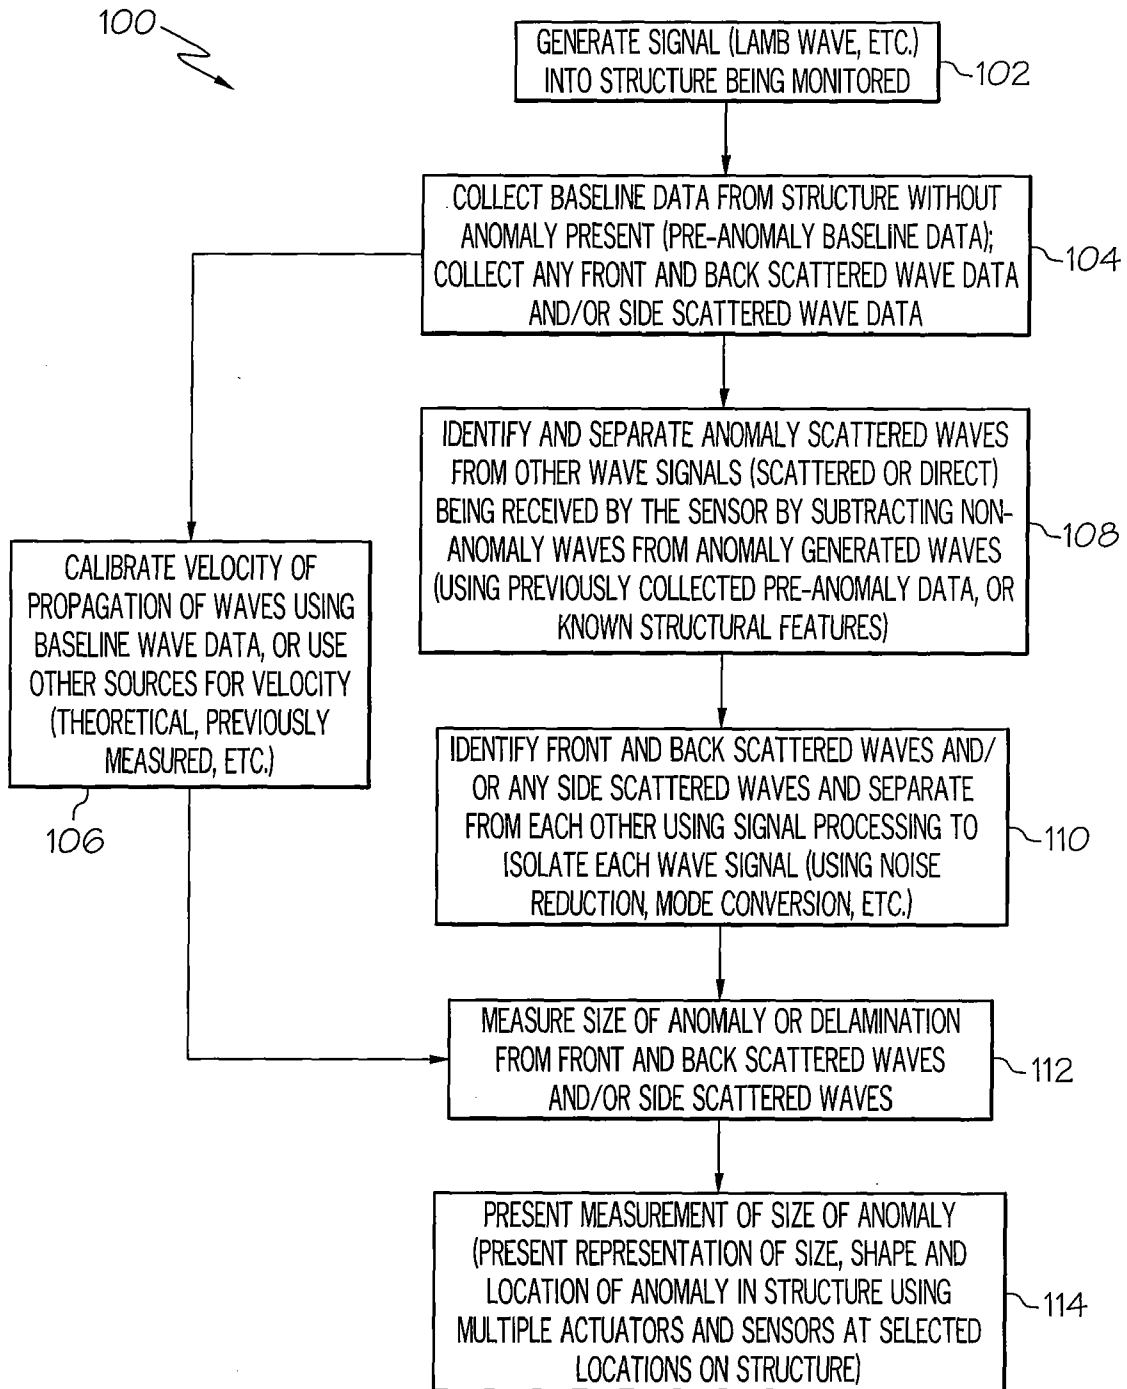 100
GENERATE SIGNAL (LAMB WAVE, ETC.)
INTO STRUCTURE BEING MONITORED
102
COLLECT BASELINE DATA FROM STRUCTURE WITHOUT
ANOMALY PRESENT (PRE-ANOMALY BASELINE DATA);
COLLECT ANY FRONT AND BACK SCATTERED WAVE DATA
AND/OR SIDE SCATTERED WAVE DATA
104
IDENTIFY AND SEPARATE ANOMALY SCATTERED WAVES
FROM OTHER WAVE SIGNALS (SCATTERED OR DIRECT)
BEING RECEIVED BY THE SENSOR BY SUBTRACTING NON-
ANOMALY WAVES FROM ANOMALY GENERATED WAVES
(USING PREVIOUSLY COLLECTED PRE-ANOMALY DATA, OR
KNOWN STRUCTURAL FEATURES)
108
CALIBRATE VELOCITY OF
PROPAGATION OF WAVES USING
BASELINE WAVE DATA, OR USE
OTHER SOURCES FOR VELOCITY
(THEORETICAL, PREVIOUSLY
MEASURED, ETC.)
106
IDENTIFY FRONT AND BACK SCATTERED WAVES AND/
OR ANY SIDE SCATTERED WAVES AND SEPARATE
FROM EACH OTHER USING SIGNAL PROCESSING TO
ISOLATE EACH WAVE SIGNAL (USING NOISE
REDUCTION, MODE CONVERSION, ETC.)
110
MEASURE SIZE OF ANOMALY OR DELAMINATION
FROM FRONT AND BACK SCATTERED WAVES
AND/OR SIDE SCATTERED WAVES
112
PRESENT MEASUREMENT OF SIZE OF ANOMALY
(PRESENT REPRESENTATION OF SIZE, SHAPE AND
LOCATION OF ANOMALY IN STRUCTURE USING
MULTIPLE ACTUATORS AND SENSORS AT SELECTED
LOCATIONS ON STRUCTURE)
114